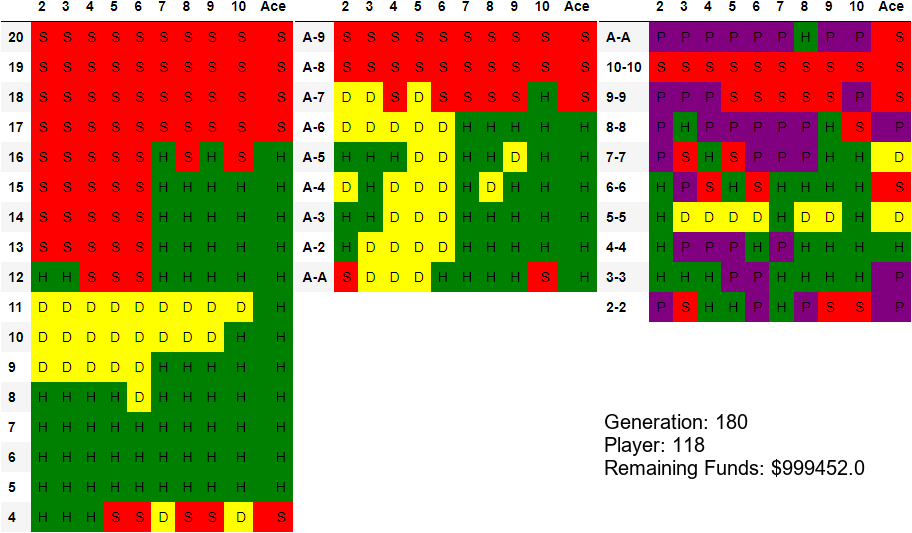 2 3 4 5 6 7 8 9 10 Ace
20 S S S S S S S S S S
19 S S S S S S S S S S
18 S S S S S S S S S S
17 S S S S S S S S S S
16 S S S S S H S H S H
15 S S S S S H H H H H
14 S S S S S H H H H H
13 S S S S S H H H H H
12 H H S S S H H H H H
11 D D D D D D D D D H
10 D D D D D D D D H H
9 D D D D D H H H H H
8 H H H H D H H H H H
7 H H H H H H H H H H
6 H H H H H H H H H H
5 H H H H H H H H H H
4 H H H S S D S S D S
2 3 4 5 6 7 8 9 10 Ace
A-9 S S S S S S S S S S
A-8 S S S S S S S S S S
A-7 D D S D S S S S H S
A-6 D D D D D H H H H H
A-5 H H H D D H H D H H
A-4 D H D D D H D H H H
A-3 H H D D D H H H H H
A-2 H D D D D H H H H H
A-A S D D D H H H H S H
2 3 4 5 6 7 8 9 10 Ace
A-A P P P P P P H P P S
10-10 S S S S S S S S S S
9-9 P P P S S S S S P S
8-8 P H P P P P P H S P
7-7 P S H S P P P H H D
6-6 H P S H S H H H H S
5-5 H D D D D H D D H D
4-4 H P P P H P H H H H
3-3 H H H P P H H H H P
2-2 P S H H P H P S S P
Generation: 180
Player: 118
Remaining Funds: $999452.0